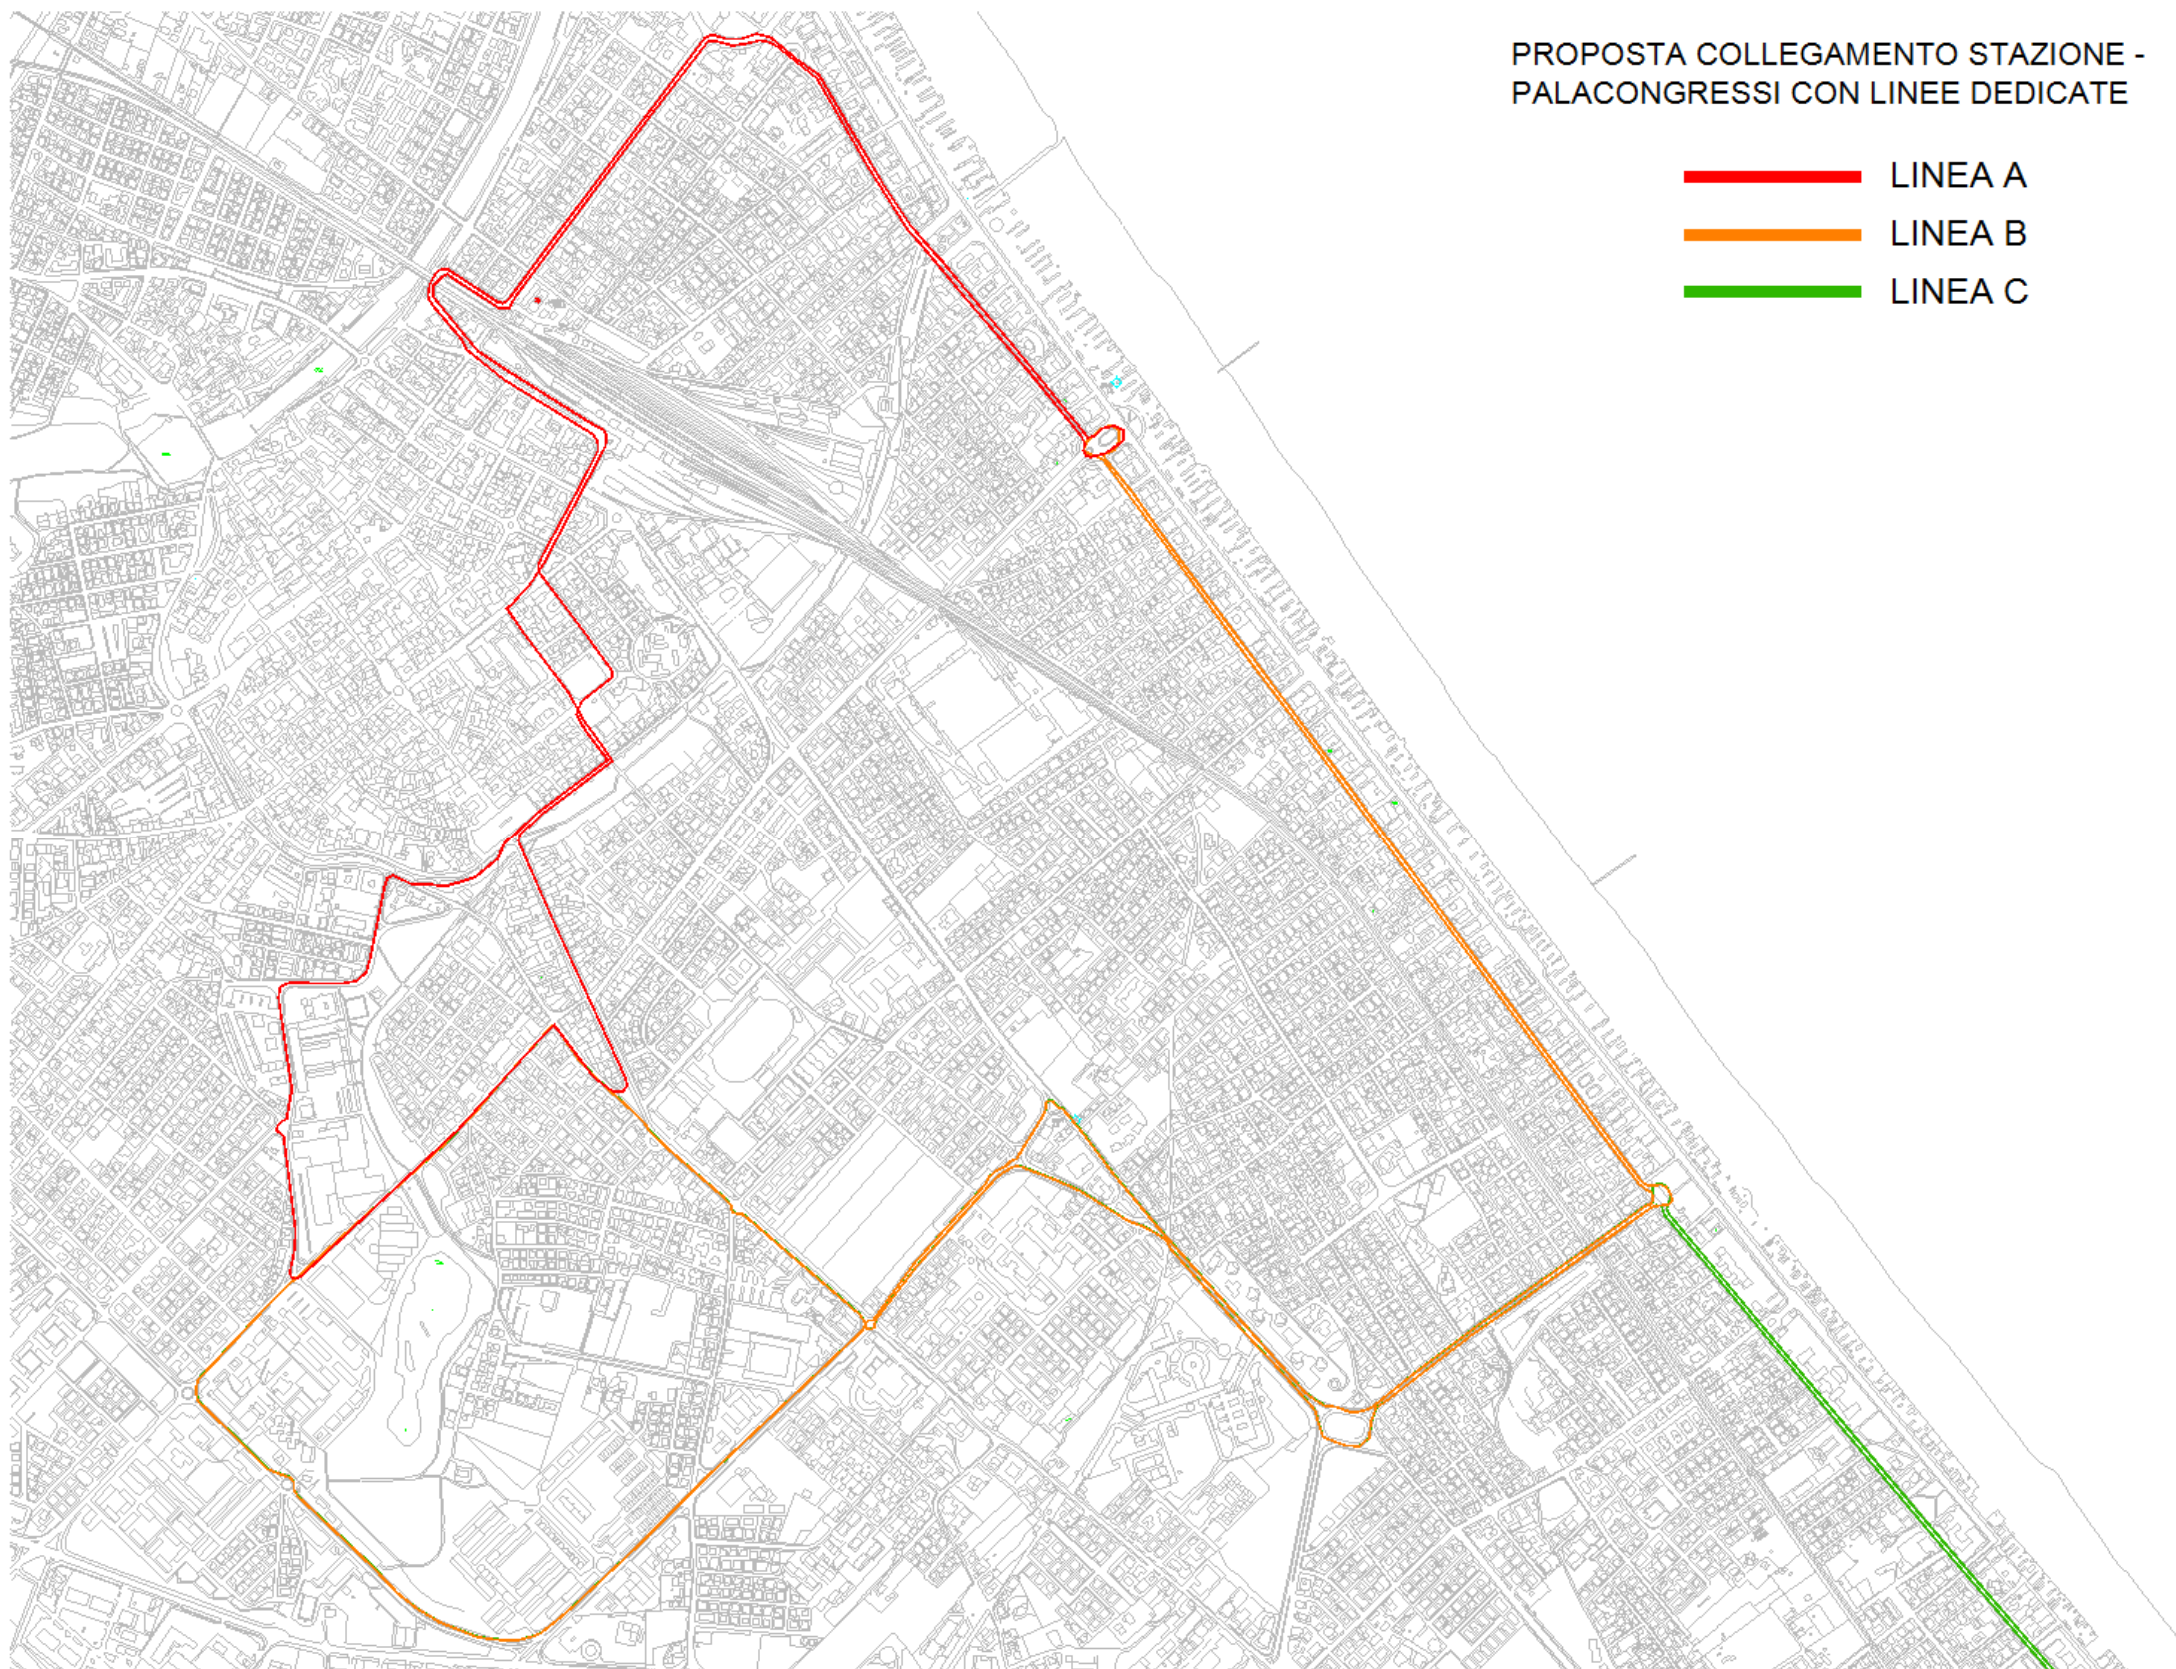 PROPOSTA COLLEGAMENTO STAZIONE -
PALACONGRESSI CON LINEE DEDICATE
LINEA A
LINEA B
LINEA C